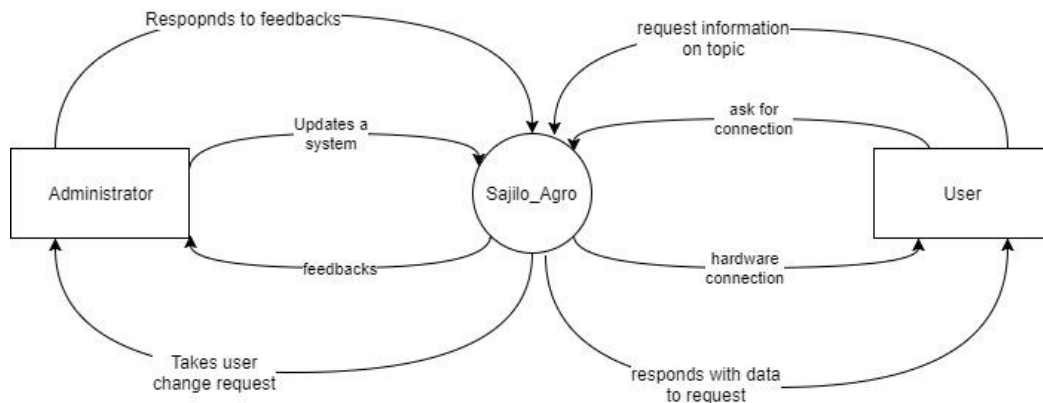 Respopnds to feedbacks
request information
on topic
Updates a
system
ask for
connection
Administrator
Sajilo_Agro
User
feedbacks
hardware
connection
Takes user
change request
responds with data
to request